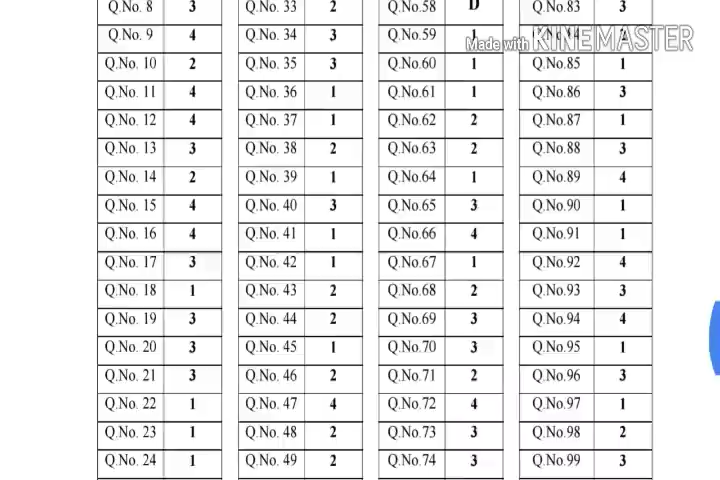 Q.No. 8 3 Q.No. 33 2 Q.No.58 D Q.No.83 3
Q.No. 9 4 Q.No. 34 3 Q.No.59 1
Made with KINEMASTER
Q.No. 10 2 Q.No. 35 3 Q.No.60 1 Q.No.85 1
Q.No. 11 4 Q.No. 36 1 Q.No.61 1 Q.No.86 3
Q.No. 12 4 Q.No. 37 1 Q.No.62 2 Q.No.87 1
Q.No. 13 3 Q.No. 38 2 Q.No.63 2 Q.No.88 3
Q.No. 14 2 Q.No. 39 1 Q.No.64 1 Q.No.89 4
Q.No. 15 4 Q.No. 40 3 Q.No.65 3 Q.No.90 1
Q.No. 16 4 Q.No. 41 1 Q.No.66 4 Q.No.91 1
Q.No. 17 3 Q.No. 42 1 Q.No.67 1 Q.No.92 4
Q.No. 18 1 Q.No. 43 2 Q.No.68 2 Q.No.93 3
Q.No. 19 3 Q.No. 44 2 Q.No.69 3 Q.No.94 4
Q.No. 20 3 Q.No. 45 1 Q.No.70 3 Q.No.95 1
Q.No. 21 3 Q.No. 46 2 Q.No.71 2 Q.No.96 3
Q.No. 22 1 Q.No. 47 4 Q.No.72 4 Q.No.97 1
Q.No. 23 1 Q.No. 48 2 Q.No.73 3 Q.No.98 2
Q.No. 24 1 Q.No. 49 2 Q.No.74 3 Q.No.99 3